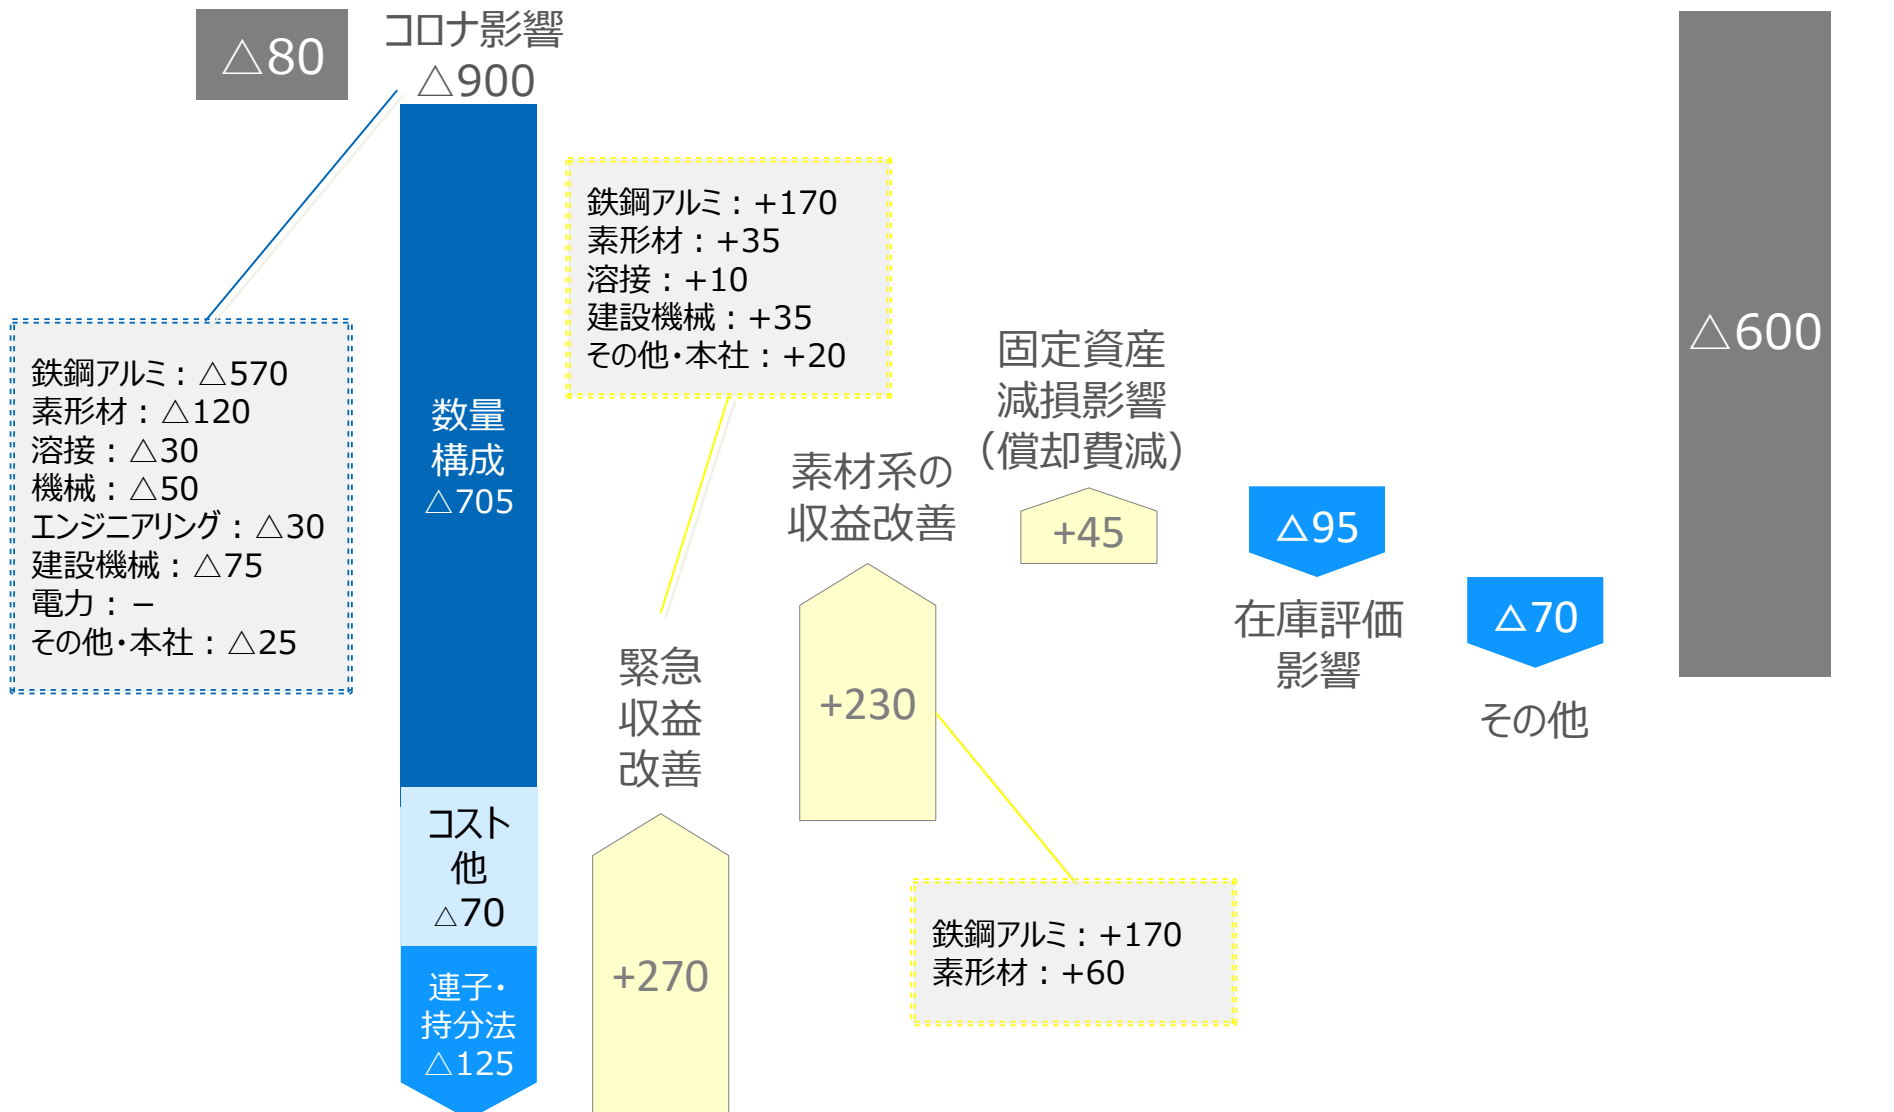 △80
コロナ影響
△900
数量
構成
△705
コスト
他
△70
連子・
持分法
△125
鉄鋼アルミ：△570
素形材：△120
溶接：△30
機械：△50
エンジニアリング：△30
建設機械：△75
電力：－
その他・本社：△25
鉄鋼アルミ：+170
素形材：+35
溶接：+10
建設機械：+35
その他・本社：+20
緊急
収益
改善
+270
素材系の
収益改善
+230
鉄鋼アルミ：+170
素形材：+60
固定資産
減損影響
（償却費減）
+45
△95
在庫評価
影響
△70
その他
△600